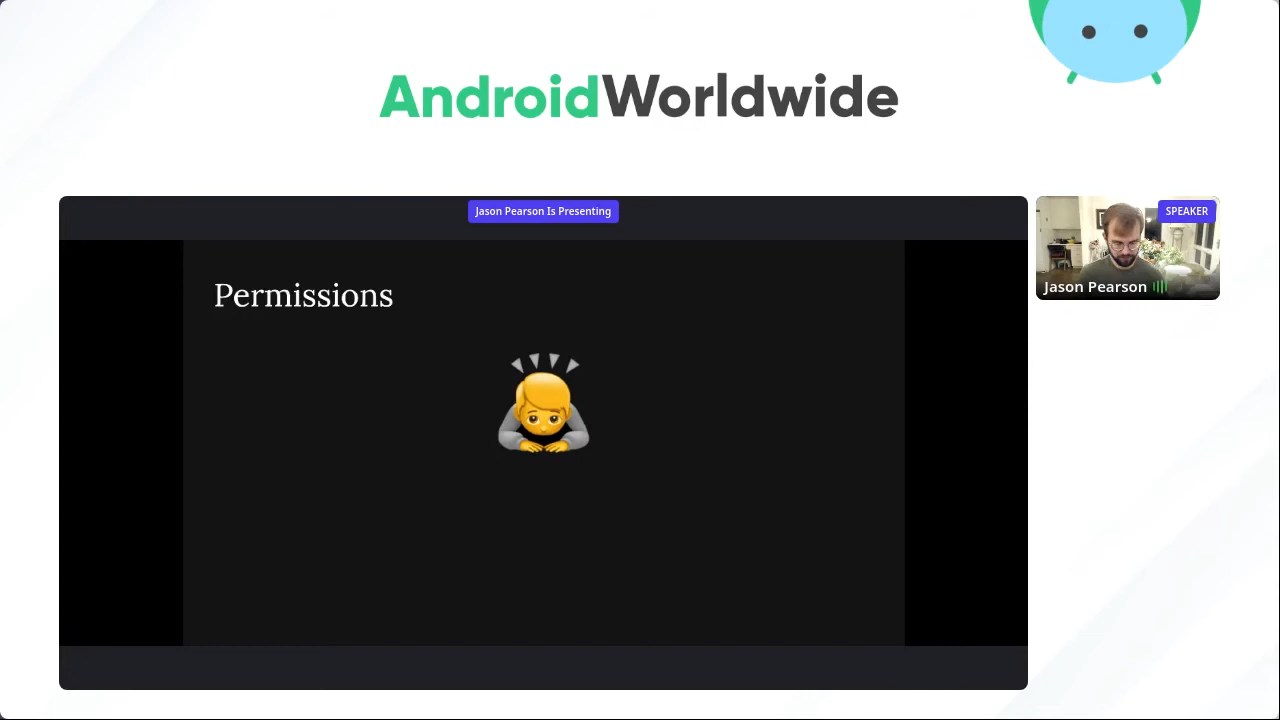 AndroidWorldwide
Jason Pearson Is Presenting
SPEAKER
Jason Pearson
Permissions